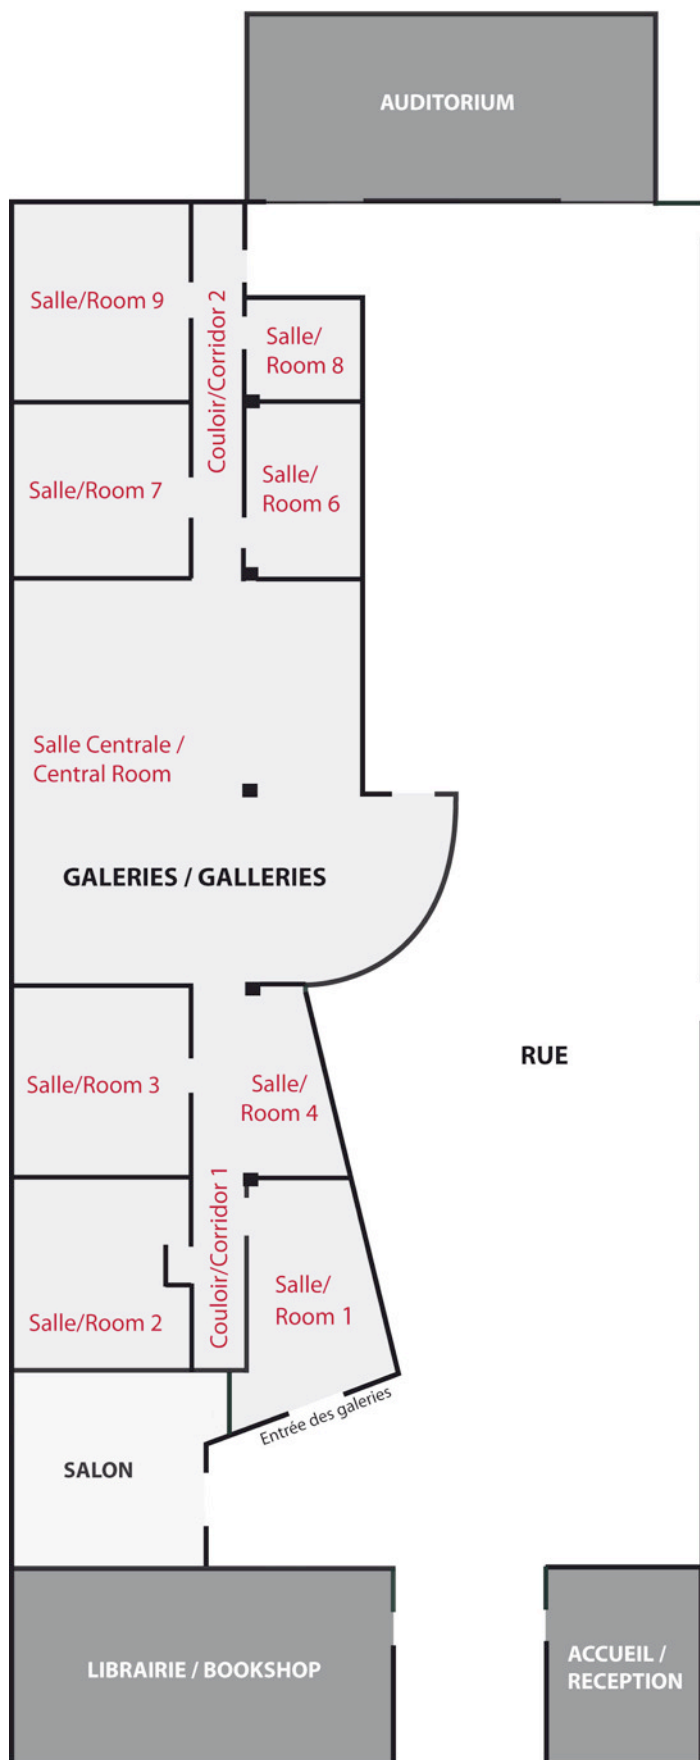 AUDITORIUM
Salle/Room 9
Couloir/Corridor 2
Salle/
Room 8
Salle/Room 7
Salle/
Room 6
Salle Centrale /
Central Room
GALERIES / GALLERIES
RUE
Salle/Room 3
Salle/
Room 4
Couloir/Corridor 1
Salle/
Room 1
Salle/Room 2
Entrée des galeries
SALON
LIBRAIRIE / BOOKSHOP
ACCUEIL /
RECEPTION